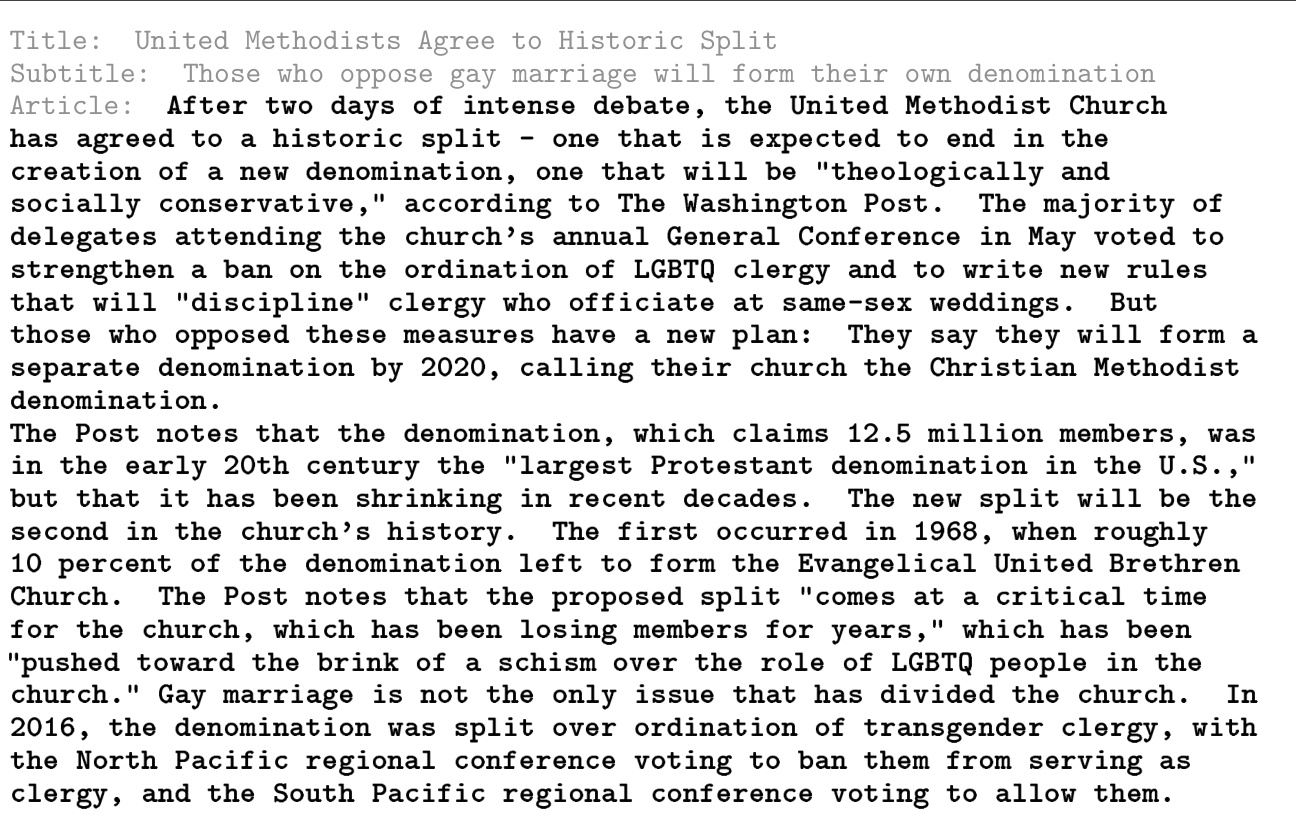 Title: United Methodists Agree to Historic Split
Subtitle: Those who oppose gay marriage will form their own denomination
Article: After two days of intense debate, the United Methodist Church
has agreed to a historic split - one that is expected to end in the
creation of a new denomination, one that will be "theologically and
socially conservative," according to The Washington Post. The majority of
delegates attending the church's annual General Conference in May voted to
strengthen a ban on the ordination of LGBTQ clergy and to write new rules
that will "discipline" clergy who officiate at same-sex weddings. But
those who opposed these measures have a new plan: They say they will form a
separate denomination by 2020, calling their church the Christian Methodist
denomination.
The Post notes that the denomination, which claims 12.5 million members, was
in the early 20th century the "largest Protestant denomination in the U.S.,"
but that it has been shrinking in recent decades. The new split will be the
second in the church's history. The first occurred in 1968, when roughly
10 percent of the denomination left to form the Evangelical United Brethren
Church. The Post notes that the proposed split "comes at a critical time
for the church, which has been losing members for years," which has been
"pushed toward the brink of a schism over the role of LGBTQ people in the
church." Gay marriage is not the only issue that has divided the church. In
2016, the denomination was split over ordination of transgender clergy, with
the North Pacific regional conference voting to ban them from serving as
clergy, and the South Pacific regional conference voting to allow them.